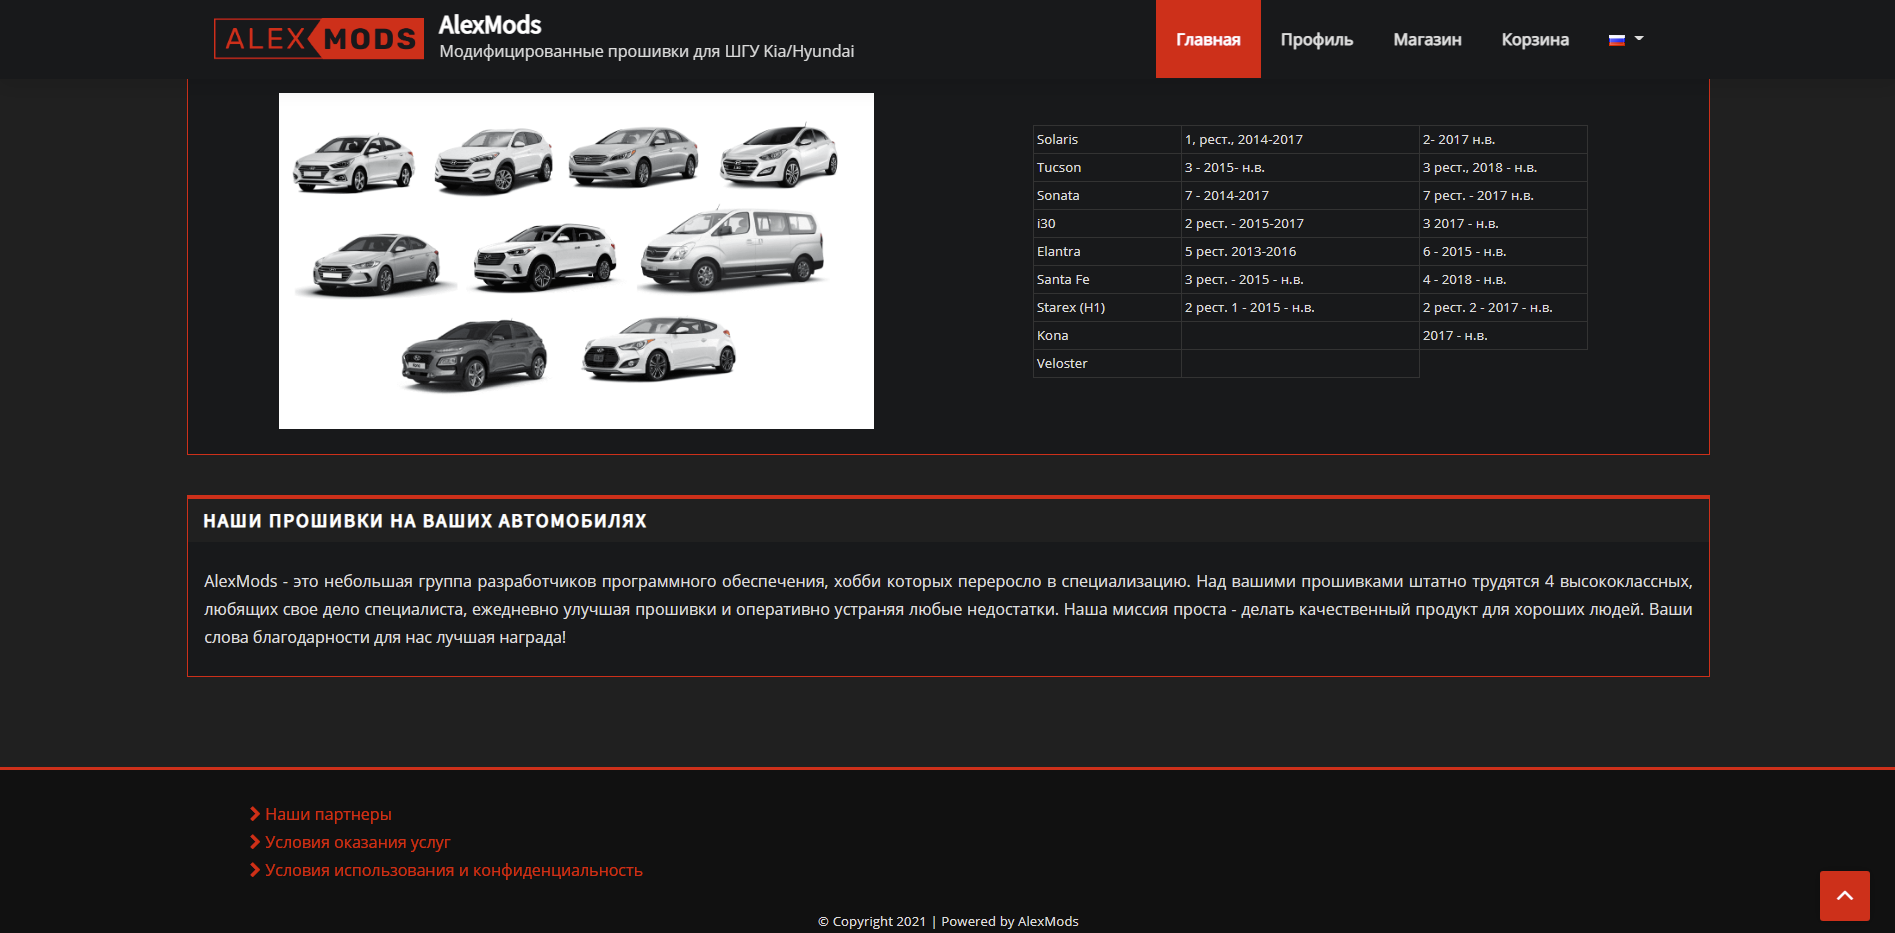 ALEX MODS
AlexMods
Модифицированные прошивки для ШГУ Kia/Hyundai
Главная Профиль Магазин Корзина
Solaris 1, рест., 2014-2017 2- 2017 н.в.
Tucson 3 - 2015- н.в. 3 рест., 2018 - н.в.
Sonata 7 - 2014-2017 7 рест. - 2017 н.в.
i30 2 рест. - 2015-2017 3 2017 - н.в.
Elantra 5 рест. 2013-2016 6 - 2015 - н.в.
Santa Fe 3 рест. - 2015 - н.в. 4 - 2018 - н.в.
Starex (H1) 2 рест. 1 - 2015 - н.в. 2 рест. 2 - 2017 - н.в.
Kona 2017 - н.в.
Veloster
НАШИ ПРОШИВКИ НА ВАШИХ АВТОМОБИЛЯХ
AlexMods - это небольшая группа разработчиков программного обеспечения, хобби которых переросло в специализацию. Над вашими прошивками штатно трудятся 4 высококлассных,
любящих свое дело специалиста, ежедневно улучшая прошивки и оперативно устраняя любые недостатки. Наша миссия проста - делать качественный продукт для хороших людей. Ваши
слова благодарности для нас лучшая награда!
Наши партнеры
Условия оказания услуг
Условия использования и конфиденциальность
© Copyright 2021 | Powered by AlexMods